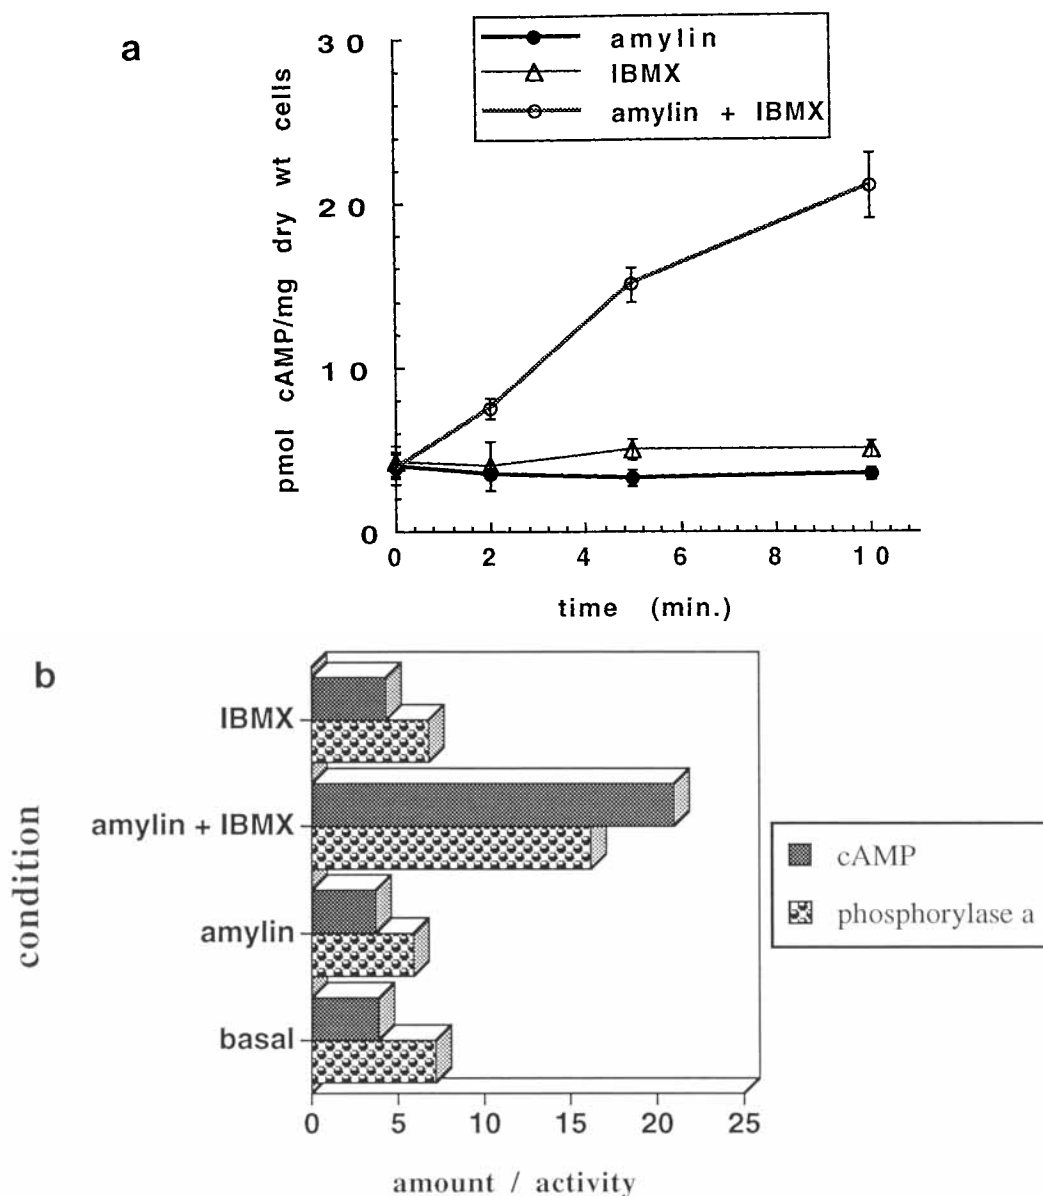 a
amylin
IBMX
amylin + IBMX
pmol cAMP/mg dry wt cells
30
20
10
0
0 2 4 6 8 10
time (min.)
b
condition
IBMX
amylin + IBMX
amylin
basal
cAMP
phosphorylase a
0 5 10 15 20 25
amount / activity